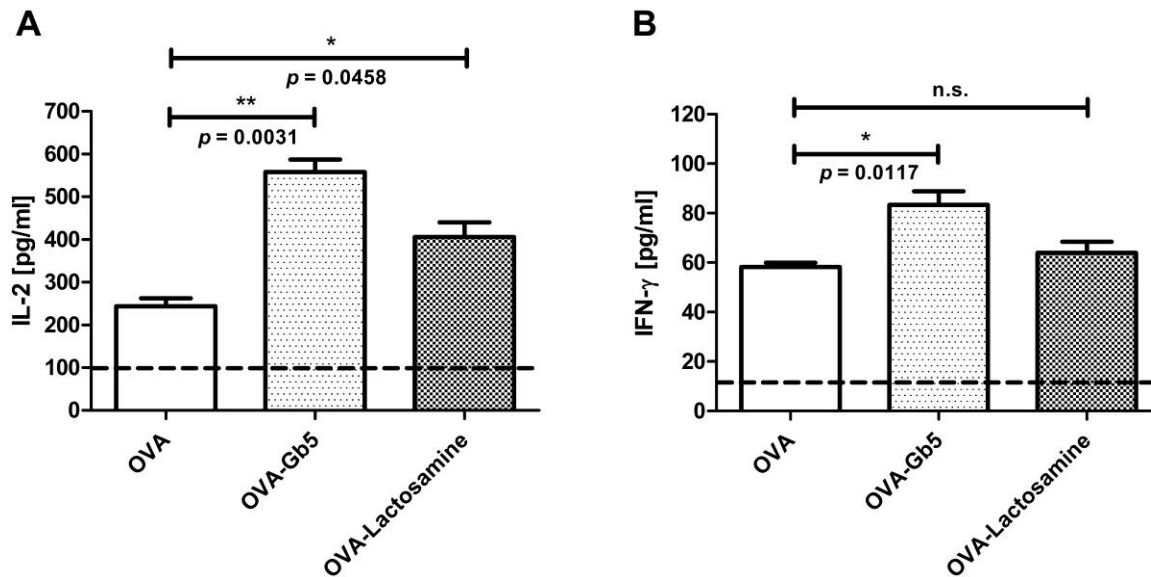 A
*
p = 0.0458
**
p = 0.0031
IL-2 [pg/ml]
700
600
500
400
300
200
100
0
OVA
OVA-Gb5
OVA-Lactosamine
B
n.s.
*
p = 0.0117
IFN-γ [pg/ml]
120
100
80
60
40
20
0
OVA
OVA-Gb5
OVA-Lactosamine